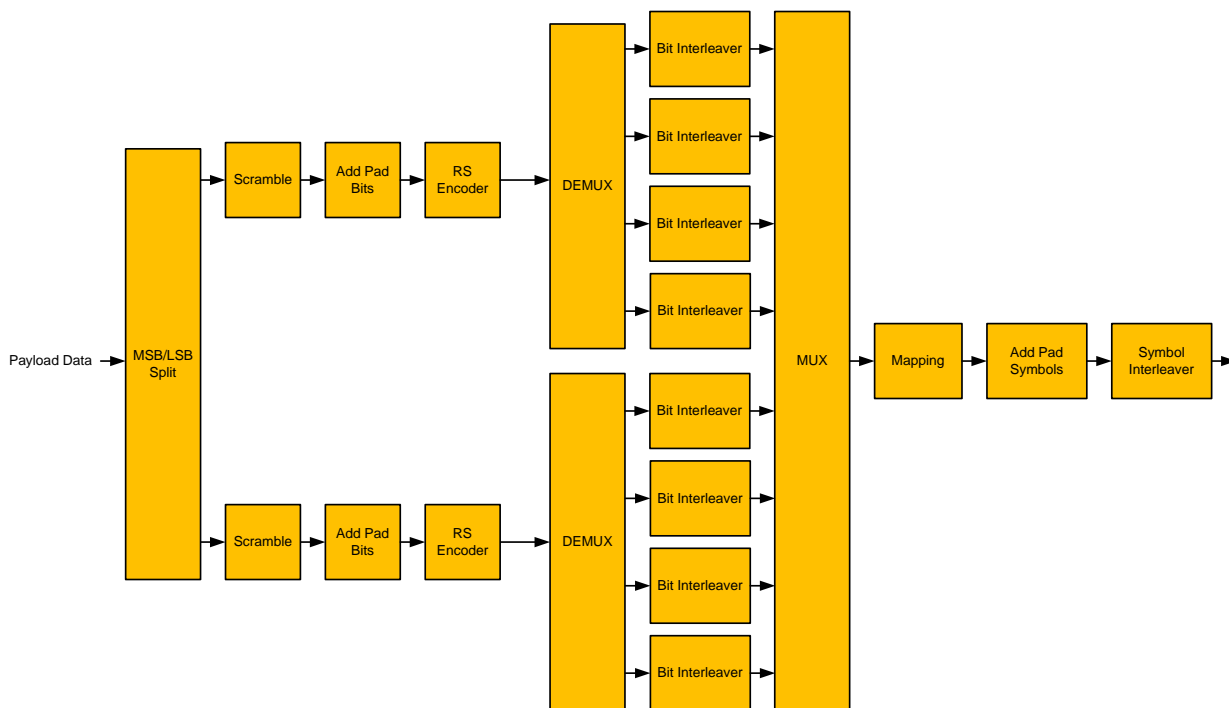 Bit Interleaver
Bit Interleaver
Scramble
Add Pad
Bits
RS
Encoder
DEMUX
Bit Interleaver
Bit Interleaver
Payload Data
MSB/LSB
Split
MUX
Mapping
Add Pad
Symbols
Symbol
Interleaver
Bit Interleaver
Bit Interleaver
Scramble
Add Pad
Bits
RS
Encoder
DEMUX
Bit Interleaver
Bit Interleaver